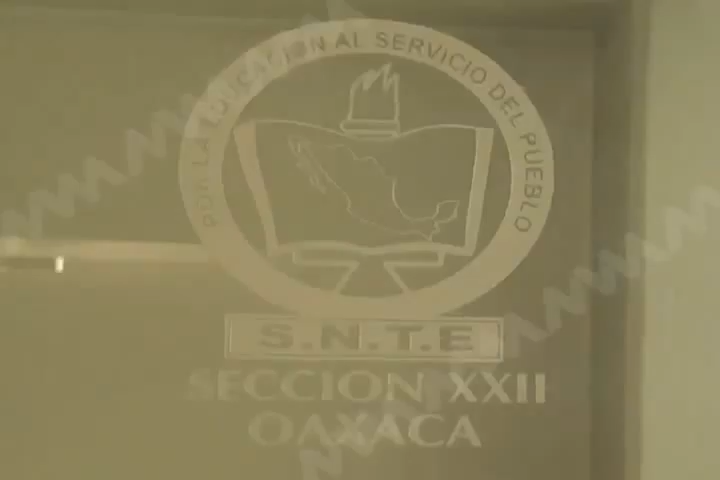 POR LA EDUCACION AL SERVICIO DEL PUEBLO
S.N.T.E
SECCION XXII
OAXACA